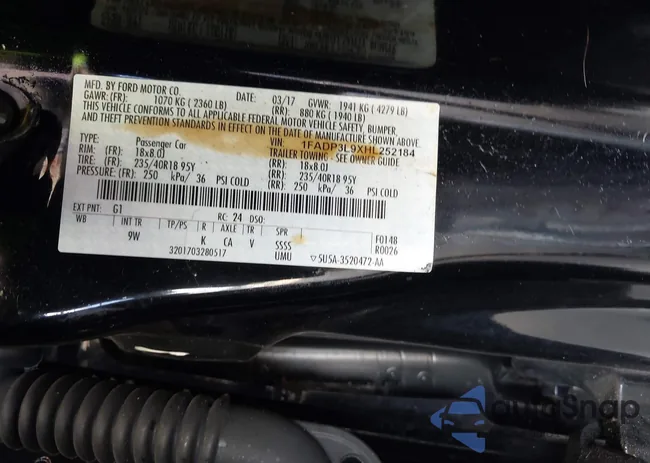 MFD. BY FORD MOTOR CO.
DATE: 03/17 GVWR: 1941 KG ( 4279 LB)
GAWR: (FR): 1070 KG ( 2360 LB) (RR): 880 KG ( 1940 LB)
THIS VEHICLE CONFORMS TO ALL APPLICABLE FEDERAL MOTOR VEHICLE SAFETY, BUMPER,
AND THEFT PREVENTION STANDARDS IN EFFECT ON THE DATE OF MANUFACTURE SHOWN ABOVE.
VIN: 1FADP3L9XHL252184
TYPE: Passenger Car TRAILER TOWING - SEE OWNER GUIDE
RIM: (FR): 18x8.0J (RR): 18x8.0J
TIRE: (FR): 235/40R18 95Y (RR): 235/40R18 95Y
PRESSURE: (FR): 250 kPa/ 36 PSI COLD (RR): 250 kPa/ 36 PSI COLD
EXT PNT: G1 RC: 24 DSO:
WB INT TR TP/PS R AXLE TR SPR F0148
9W K CA V SSSS R0026
3201703280517 UMU 5U5A-3520472-AA
autoSnap